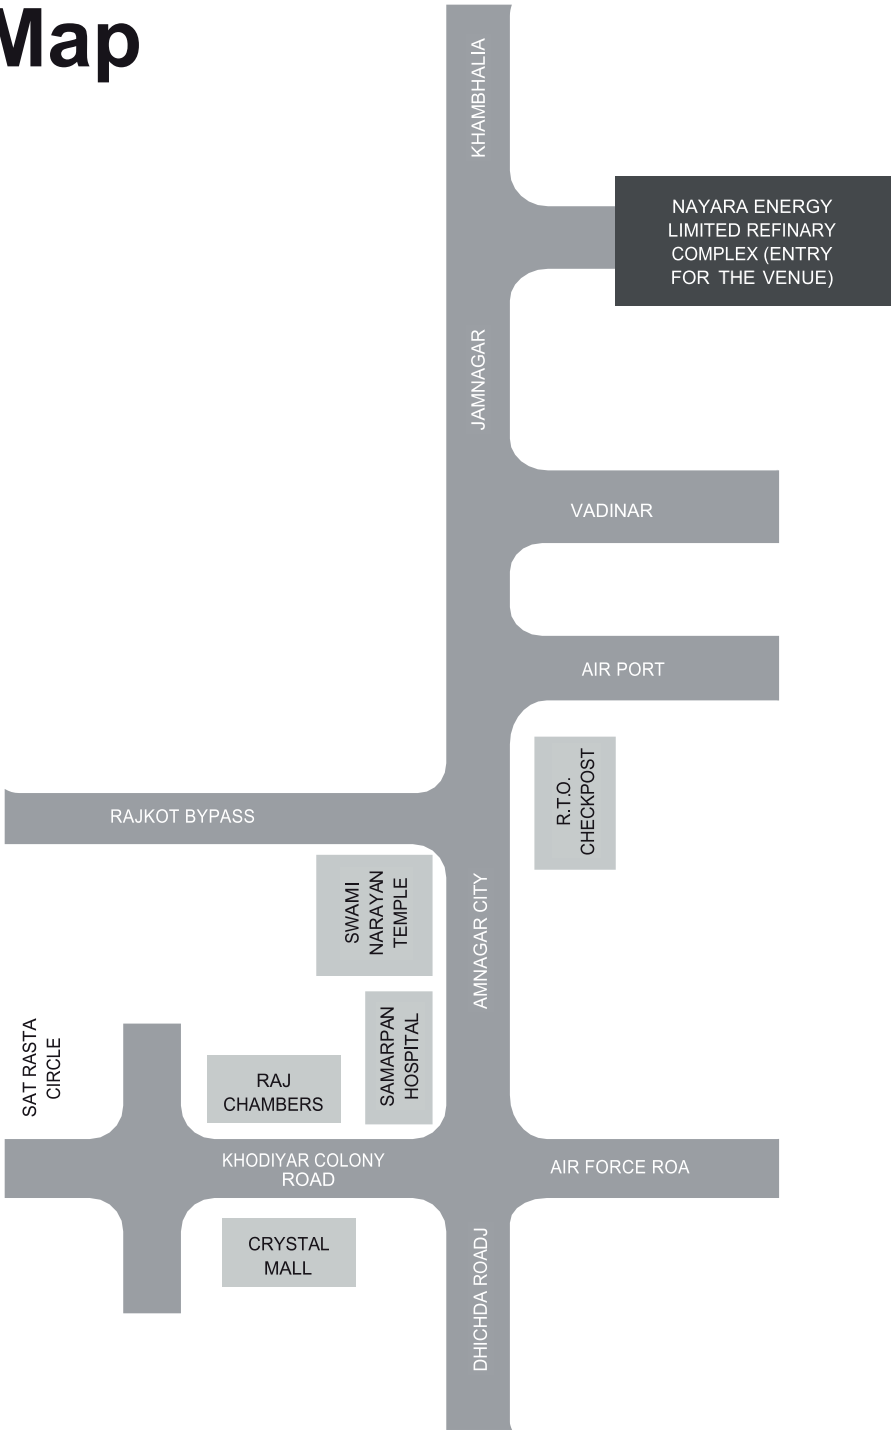 Map
KHAMBHALIA
NAYARA ENERGY
LIMITED REFINARY
COMPLEX (ENTRY
FOR THE VENUE)
JAMNAGAR
VADINAR
AIR PORT
R.T.O.
CHECKPOST
RAJKOT BYPASS
SWAMI
NARAYAN
TEMPLE
AMNAGAR CITY
SAT RASTA
CIRCLE
SAMARPAN
HOSPITAL
RAJ
CHAMBERS
KHODIYAR COLONY
ROAD
AIR FORCE ROA
CRYSTAL
MALL
DHICHDA ROADJ